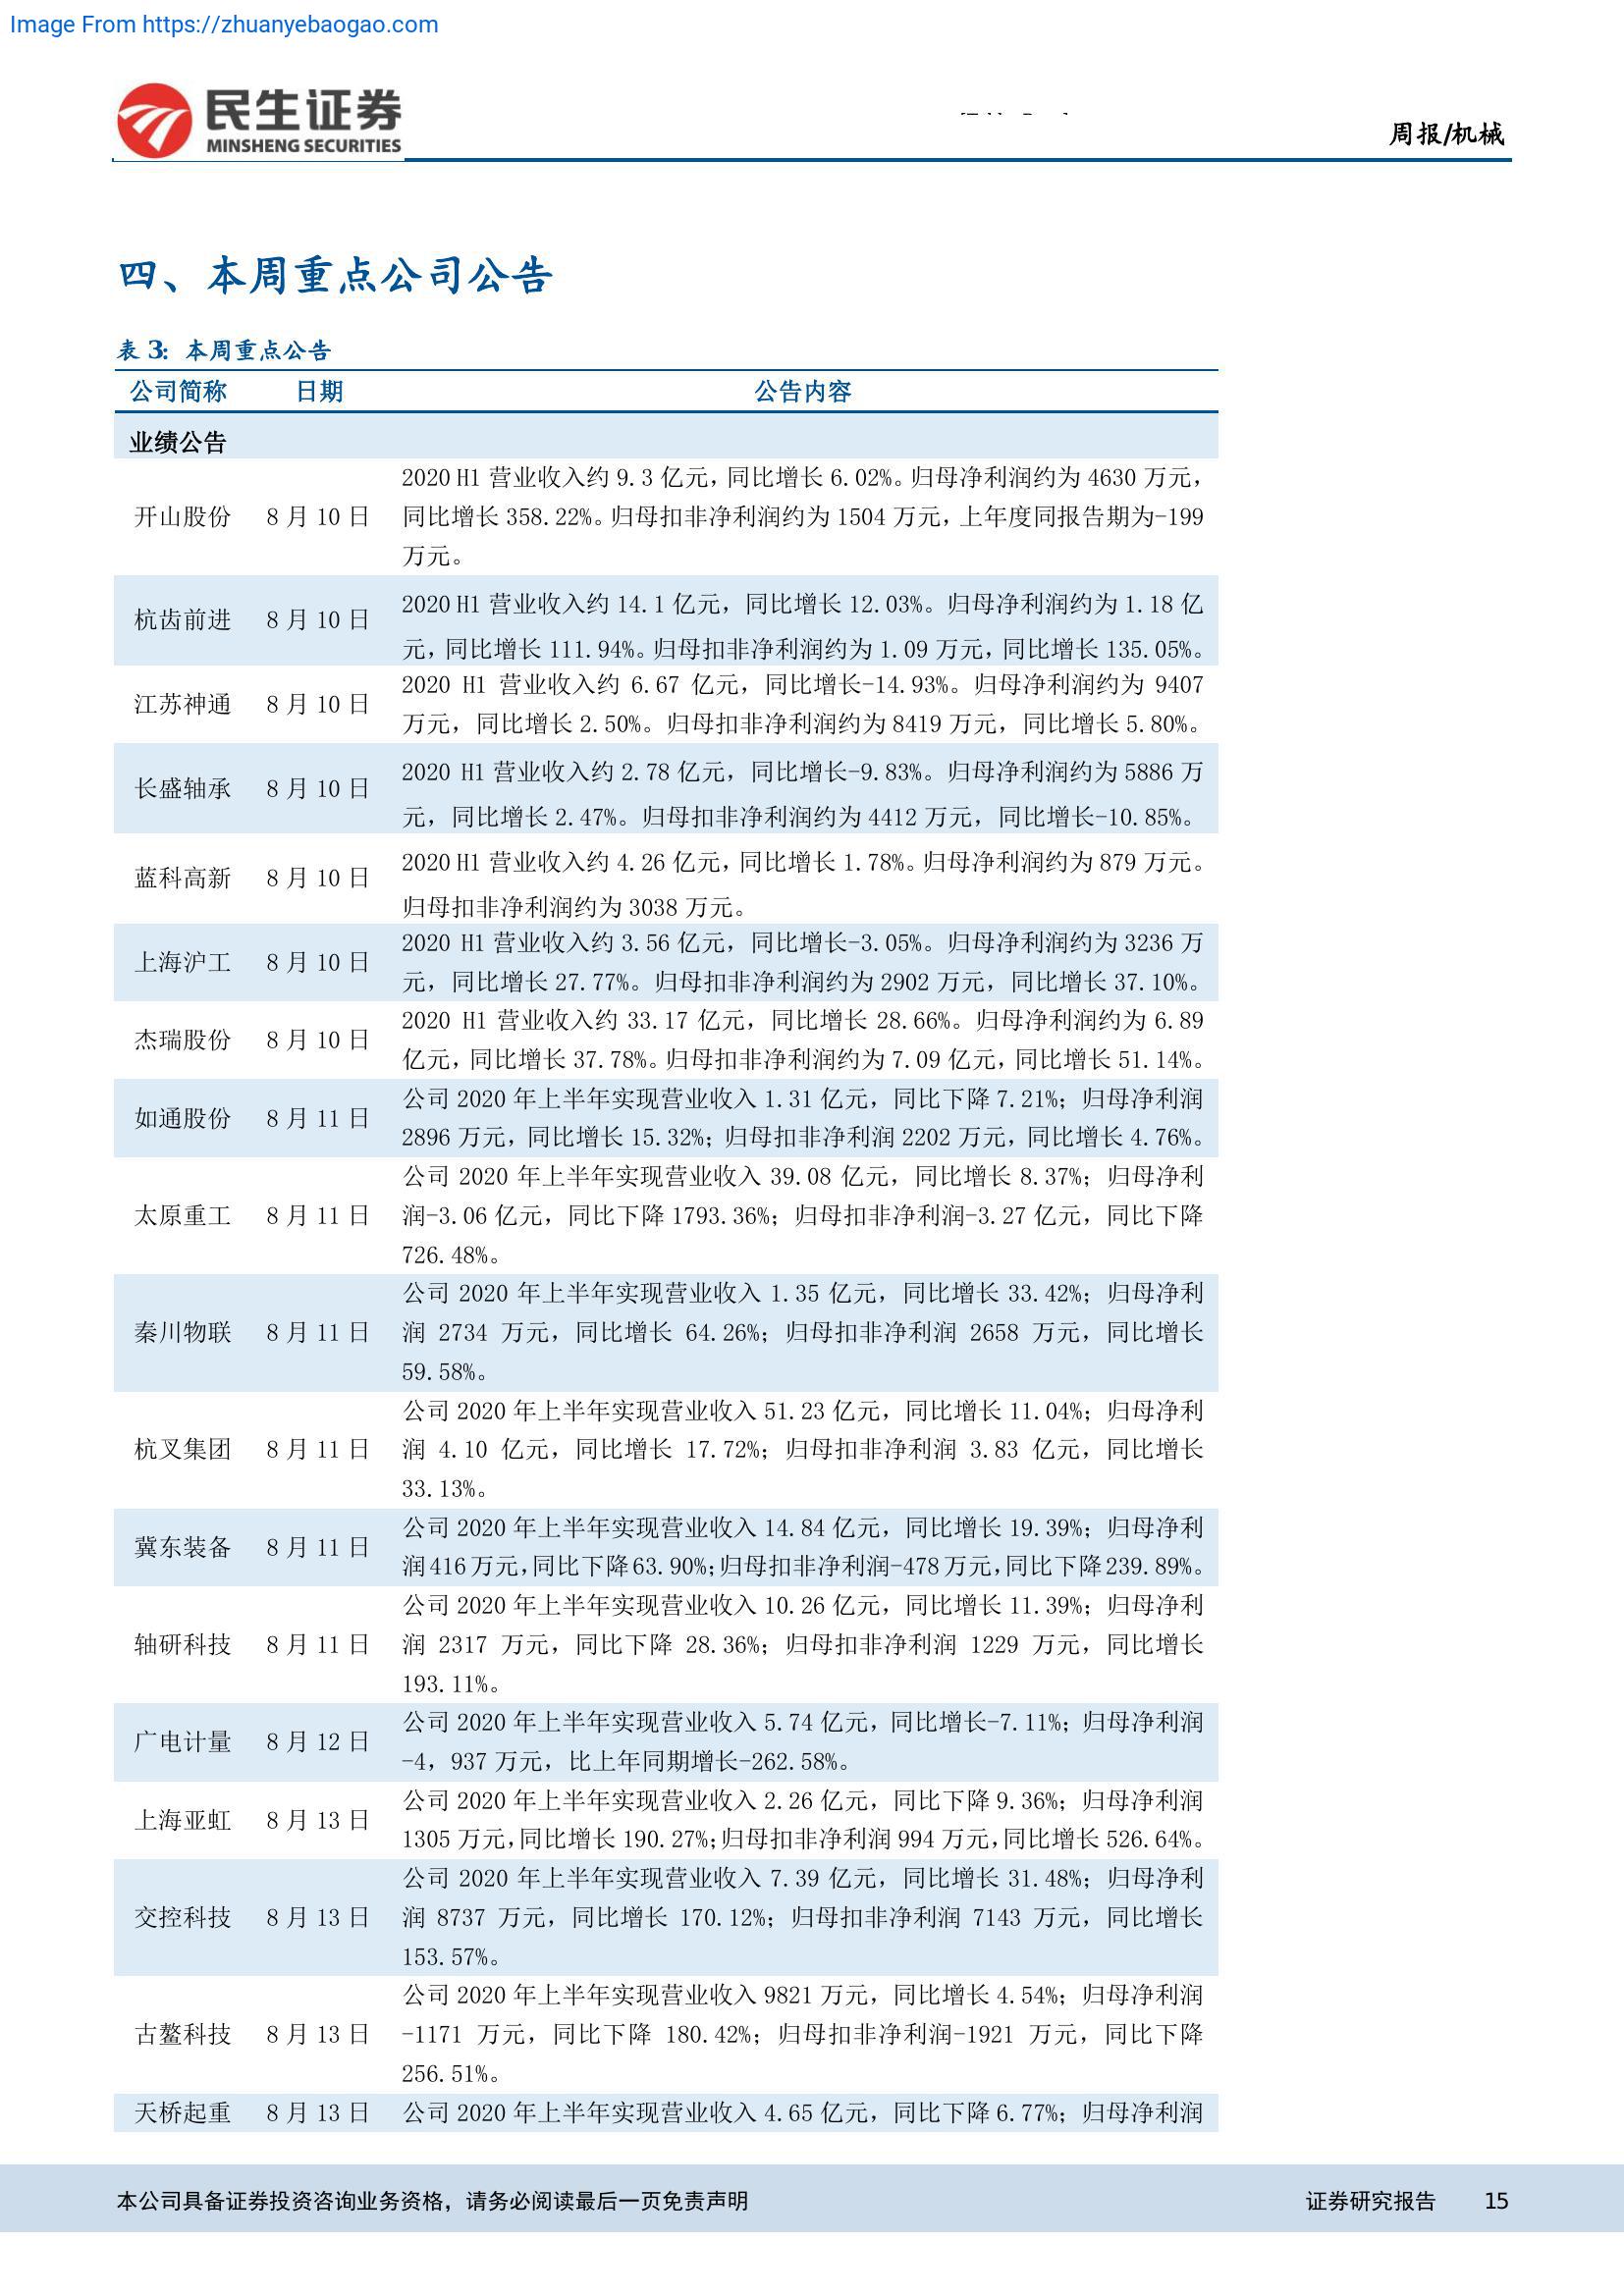 Image From https://zhuanyebaogao.com
民生证券
MINSHENG SECURITIES
周报/机械
四、本周重点公司公告
表 3：本周重点公告
公司简称 日期 公告内容
业绩公告
开山股份 8 月 10 日
2020 H1 营业收入约 9.3 亿元，同比增长 6.02%。归母净利润约为 4630 万元，
同比增长 358.22%。归母扣非净利润约为 1504 万元，上年度同报告期为-199
万元。
杭齿前进 8 月 10 日
2020 H1 营业收入约 14.1 亿元，同比增长 12.03%。归母净利润约为 1.18 亿
元，同比增长 111.94%。归母扣非净利润约为 1.09 万元，同比增长 135.05%。
江苏神通 8 月 10 日
2020 H1 营业收入约 6.67 亿元，同比增长-14.93%。归母净利润约为 9407
万元，同比增长 2.50%。归母扣非净利润约为 8419 万元，同比增长 5.80%。
长盛轴承 8 月 10 日
2020 H1 营业收入约 2.78 亿元，同比增长-9.83%。归母净利润约为 5886 万
元，同比增长 2.47%。归母扣非净利润约为 4412 万元，同比增长-10.85%。
蓝科高新 8 月 10 日
2020 H1 营业收入约 4.26 亿元，同比增长 1.78%。归母净利润约为 879 万元。
归母扣非净利润约为 3038 万元。
上海沪工 8 月 10 日
2020 H1 营业收入约 3.56 亿元，同比增长-3.05%。归母净利润约为 3236 万
元，同比增长 27.77%。归母扣非净利润约为 2902 万元，同比增长 37.10%。
杰瑞股份 8 月 10 日
2020 H1 营业收入约 33.17 亿元，同比增长 28.66%。归母净利润约为 6.89
亿元，同比增长 37.78%。归母扣非净利润约为 7.09 亿元，同比增长 51.14%。
如通股份 8 月 11 日
公司 2020 年上半年实现营业收入 1.31 亿元，同比下降 7.21%；归母净利润
2896 万元，同比增长 15.32%；归母扣非净利润 2202 万元，同比增长 4.76%。
太原重工 8 月 11 日
公司 2020 年上半年实现营业收入 39.08 亿元，同比增长 8.37%；归母净利
润-3.06 亿元，同比下降 1793.36%；归母扣非净利润-3.27 亿元，同比下降
726.48%。
秦川物联 8 月 11 日
公司 2020 年上半年实现营业收入 1.35 亿元，同比增长 33.42%；归母净利
润 2734 万元，同比增长 64.26%；归母扣非净利润 2658 万元，同比增长
59.58%。
杭叉集团 8 月 11 日
公司 2020 年上半年实现营业收入 51.23 亿元，同比增长 11.04%；归母净利
润 4.10 亿元，同比增长 17.72%；归母扣非净利润 3.83 亿元，同比增长
33.13%。
冀东装备 8 月 11 日
公司 2020 年上半年实现营业收入 14.84 亿元，同比增长 19.39%；归母净利
润 416 万元，同比下降 63.90%；归母扣非净利润-478 万元，同比下降 239.89%。
轴研科技 8 月 11 日
公司 2020 年上半年实现营业收入 10.26 亿元，同比增长 11.39%；归母净利
润 2317 万元，同比下降 28.36%；归母扣非净利润 1229 万元，同比增长
193.11%。
广电计量 8 月 12 日
公司 2020 年上半年实现营业收入 5.74 亿元，同比增长-7.11%；归母净利润
-4，937 万元，比上年同期增长-262.58%。
上海亚虹 8 月 13 日
公司 2020 年上半年实现营业收入 2.26 亿元，同比下降 9.36%；归母净利润
1305 万元，同比增长 190.27%；归母扣非净利润 994 万元，同比增长 526.64%。
交控科技 8 月 13 日
公司 2020 年上半年实现营业收入 7.39 亿元，同比增长 31.48%；归母净利
润 8737 万元，同比增长 170.12%；归母扣非净利润 7143 万元，同比增长
153.57%。
古鳌科技 8 月 13 日
公司 2020 年上半年实现营业收入 9821 万元，同比增长 4.54%；归母净利润
-1171 万元，同比下降 180.42%；归母扣非净利润-1921 万元，同比下降
256.51%。
天桥起重 8 月 13 日 公司 2020 年上半年实现营业收入 4.65 亿元，同比下降 6.77%；归母净利润
本公司具备证券投资咨询业务资格，请务必阅读最后一页免责声明 证券研究报告 15